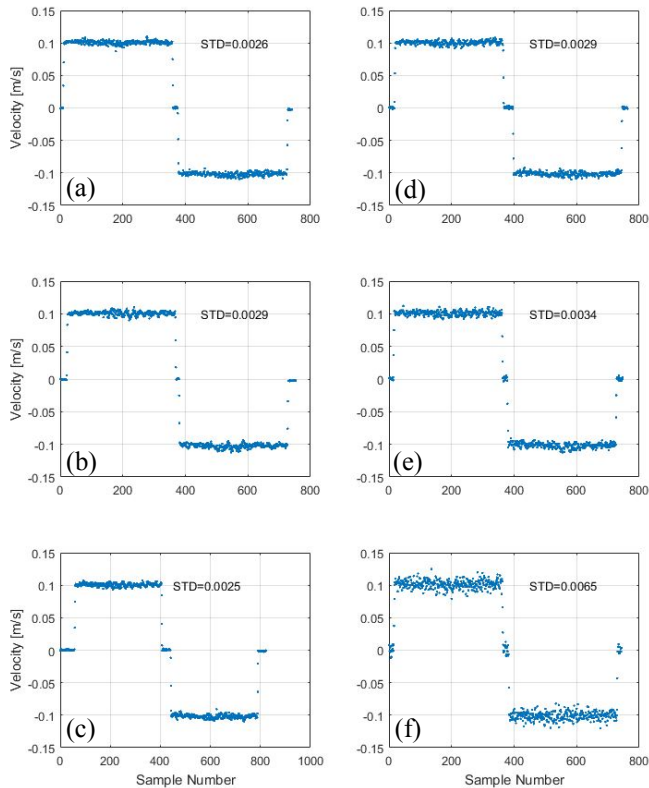 0.15
0.1
0.05
0
-0.05
-0.1
-0.15
Velocity [m/s]
STD=0.0026
(a)
0 200 400 600 800
0.15
0.1
0.05
0
-0.05
-0.1
-0.15
STD=0.0029
(d)
0 200 400 600 800
0.15
0.1
0.05
0
-0.05
-0.1
-0.15
Velocity [m/s]
STD=0.0029
(b)
0 200 400 600 800
0.15
0.1
0.05
0
-0.05
-0.1
-0.15
STD=0.0034
(e)
0 200 400 600 800
0.15
0.1
0.05
0
-0.05
-0.1
-0.15
Velocity [m/s]
STD=0.0025
(c)
0 200 400 600 800 1000
Sample Number
0.15
0.1
0.05
0
-0.05
-0.1
-0.15
STD=0.0065
(f)
0 200 400 600 800
Sample Number